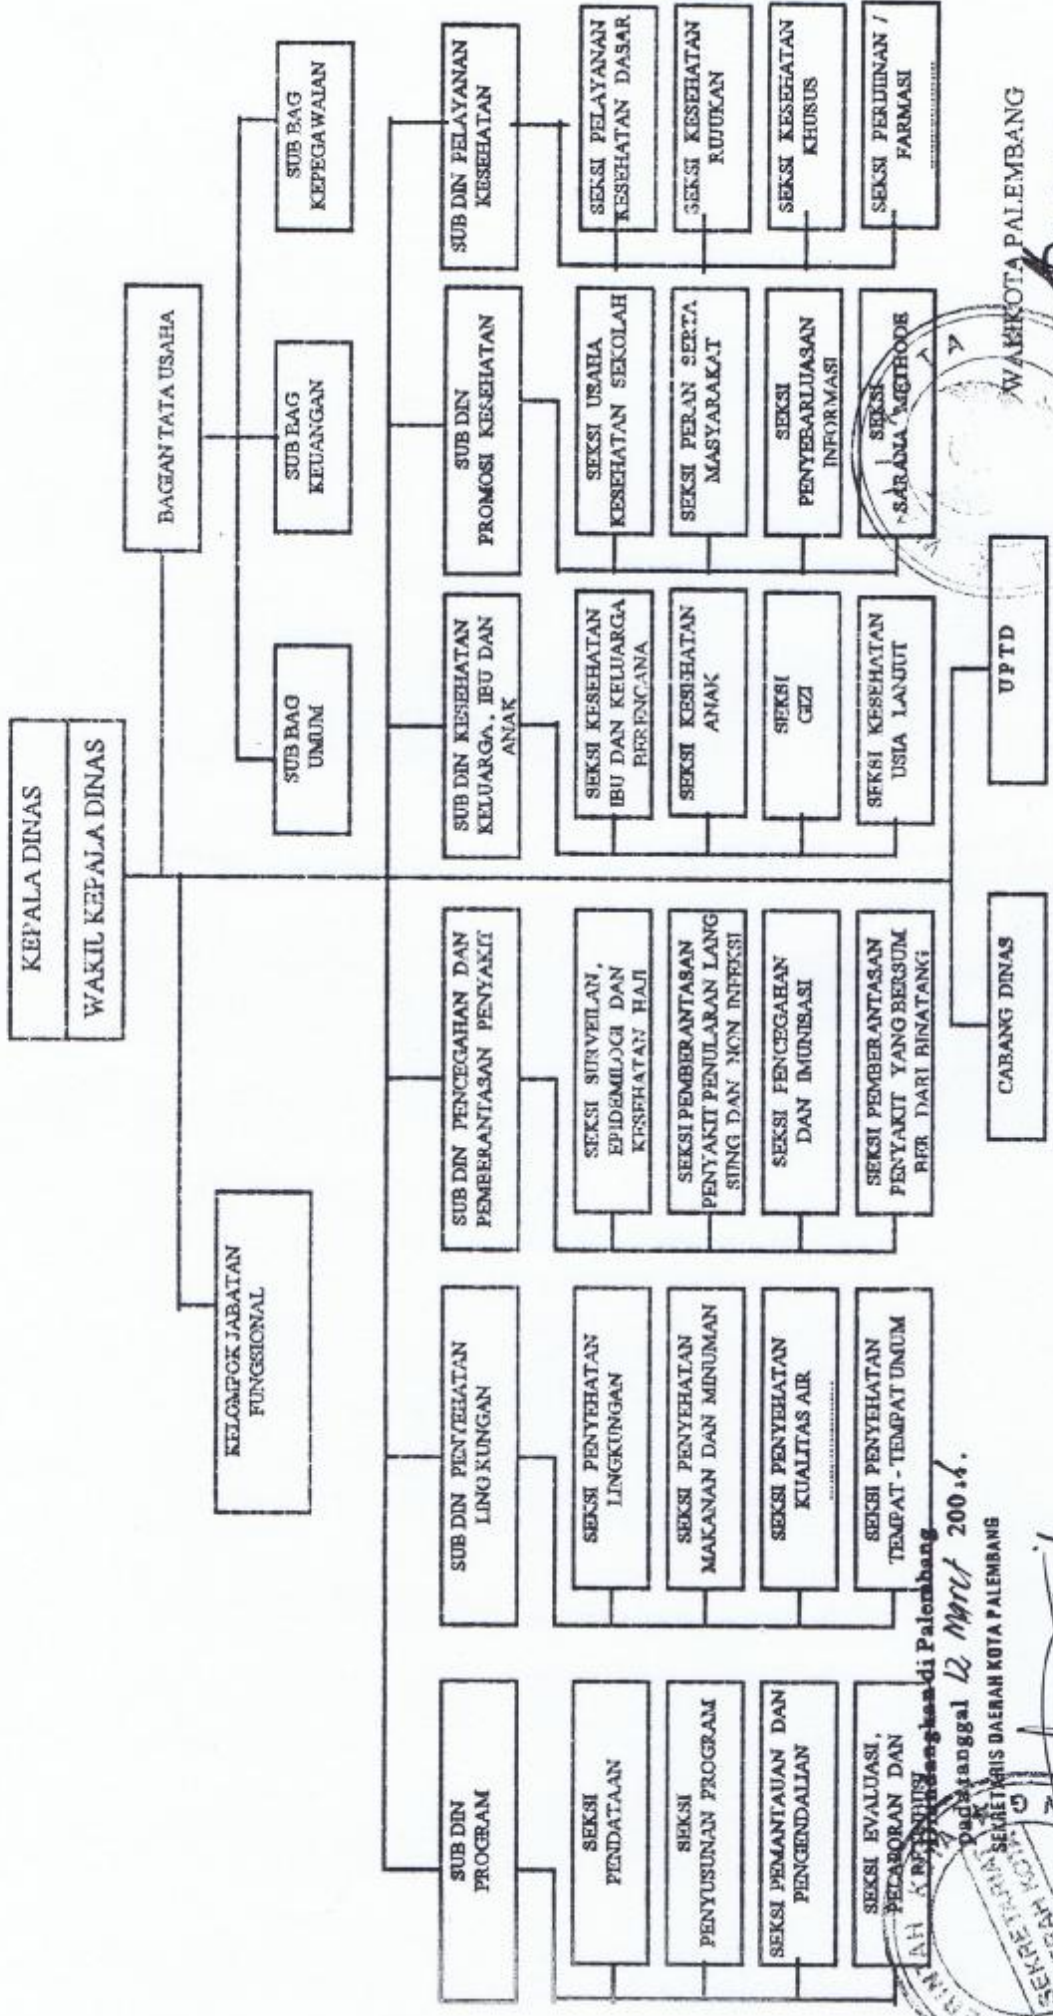 KEPALA DINAS
WAKIL KEPALA DINAS
BAGIAN TATA USAHA
KELOMPOK JABATAN
FUNGSIONAL
SUB BAG
UMUM
SUB BAG
KEUANGAN
SUB BAG
KEPEGAWAIAN
SUB DIN
PROGRAM
SUB DIN PENYEHATAN
LINGKUNGAN
SUB DIN PENCEGAHAN DAN
PEMBERANTASAN PENYAKIT
SUB DIN KESEHATAN
KELUARGA, IBU DAN
ANAK
SUB DIN
PROMOSI KESEHATAN
SUB DIN PELAYANAN
KESEHATAN
SEKSI
PENDATAAN
SEKSI
PENYUSUNAN PROGRAM
SEKSI PEMANTAUAN DAN
PENGENDALIAN
SEKSI EVALUASI,
PELAPORAN DAN
SEKSI PENYEHATAN
LINGKUNGAN
SEKSI PENYEHATAN
MAKANAN DAN MINUMAN
SEKSI PENYEHATAN
KUALITAS AIR
SEKSI PENYEHATAN
TEMPAT - TEMPAT UMUM
SEKSI SURVEILAN,
EPIDEMILOGI DAN
KESEHATAN HAJI
SEKSI PEMBERANTASAN
PENYAKIT PENULARAN LANG
SUNG DAN NON INFEKSI
SEKSI PENCEGAHAN
DAN IMUNISASI
SEKSI PEMBERANTASAN
PENYAKIT YANG BERSUM
BER DARI BINATANG
SEKSI KESEHATAN
IBU DAN KELUARGA
BERENCANA
SEKSI KESEHATAN
ANAK
SEKSI
GIZI
SEKSI KESEHATAN
USIA LANJUT
SEKSI USAHA
KESEHATAN SEKOLAH
SEKSI PERAN SERTA
MASYARAKAT
SEKSI
PENYEBARLUASAN
INFORMASI
SEKSI
SARANA METHODE
SEKSI PELAYANAN
KESEHATAN DASAR
SEKSI KESEHATAN
RUJUKAN
SEKSI KESEHATAN
KHUSUS
SEKSI PERIJINAN /
FARMASI
CABANG DINAS
UPTD
WALIKOTA PALEMBANG
Diundangkan di Palembang
pada tanggal 12 Maret 200
SEKRETARIS DAERAH KOTA PALEMBANG